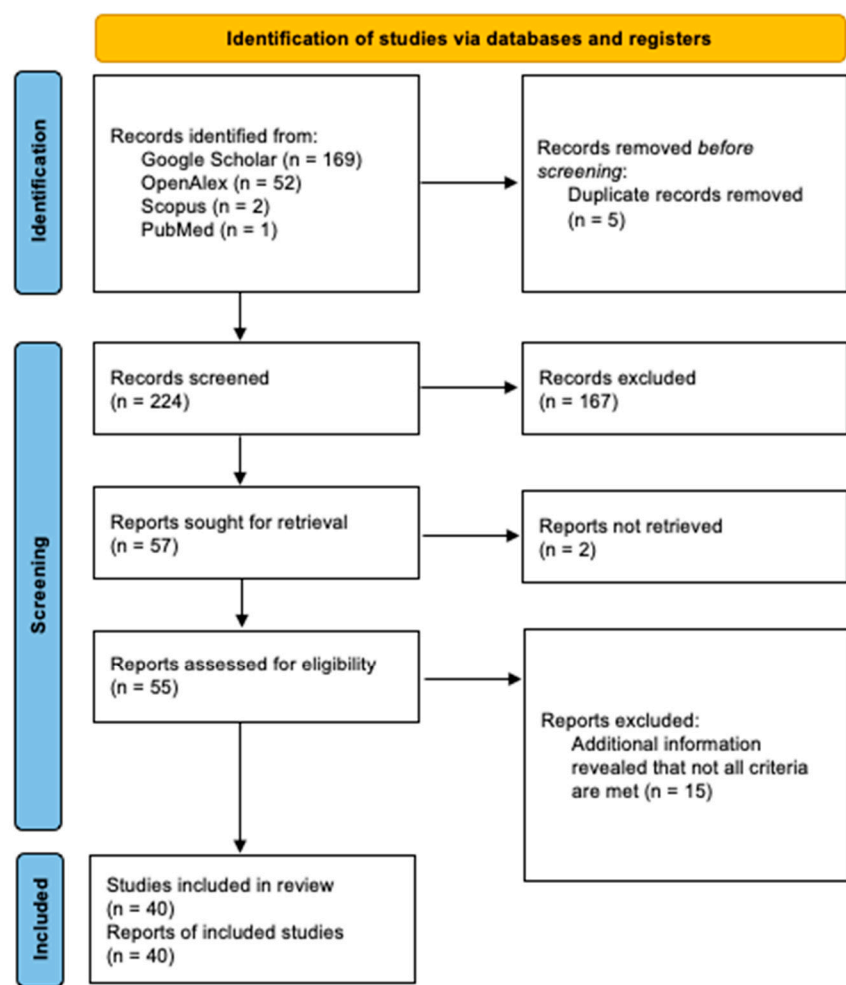 Identification of studies via databases and registers
Identification
Records identified from:
Google Scholar (n = 169)
OpenAlex (n = 52)
Scopus (n = 2)
PubMed (n = 1)
Records removed before
screening:
Duplicate records removed
(n = 5)
Screening
Records screened
(n = 224)
Records excluded
(n = 167)
Reports sought for retrieval
(n = 57)
Reports not retrieved
(n = 2)
Reports assessed for eligibility
(n = 55)
Reports excluded:
Additional information
revealed that not all criteria
are met (n = 15)
Included
Studies included in review
(n = 40)
Reports of included studies
(n = 40)